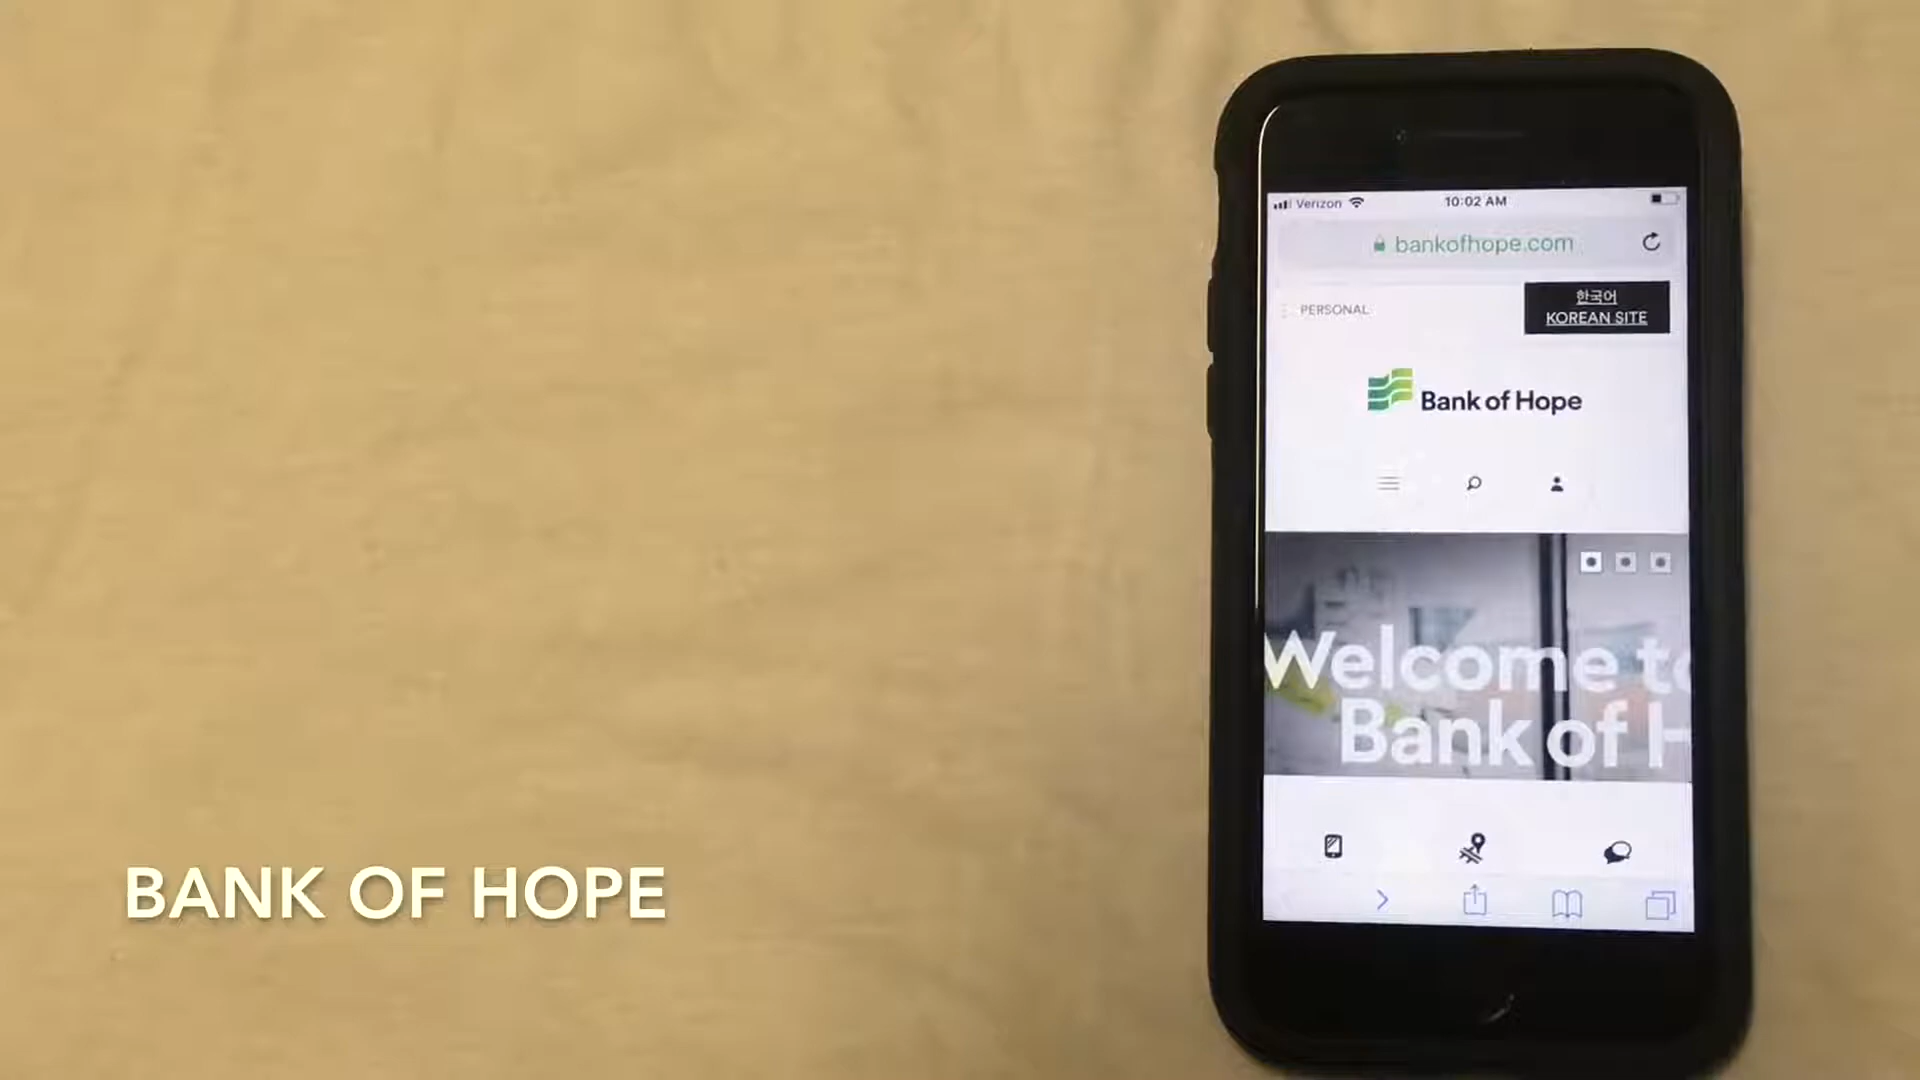 Verizon
10:02 AM
bankofhope.com
PERSONAL
한국어
KOREAN SITE
Bank of Hope
Welcome to
Bank of H
BANK OF HOPE